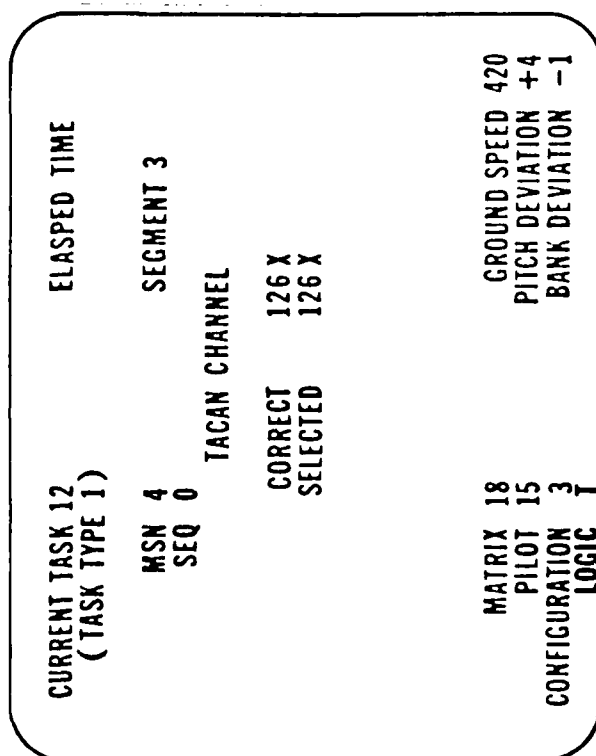 CURRENT TASK 12 ELASPED TIME
(TASK TYPE 1)
MSN 4 SEGMENT 3
SEQ 0
TACAN CHANNEL
CORRECT 126 X
SELECTED 126 X
MATRIX 18 GROUND SPEED 420
PILOT 15 PITCH DEVIATION +4
CONFIGURATION 3 BANK DEVIATION -1
LOGIC T